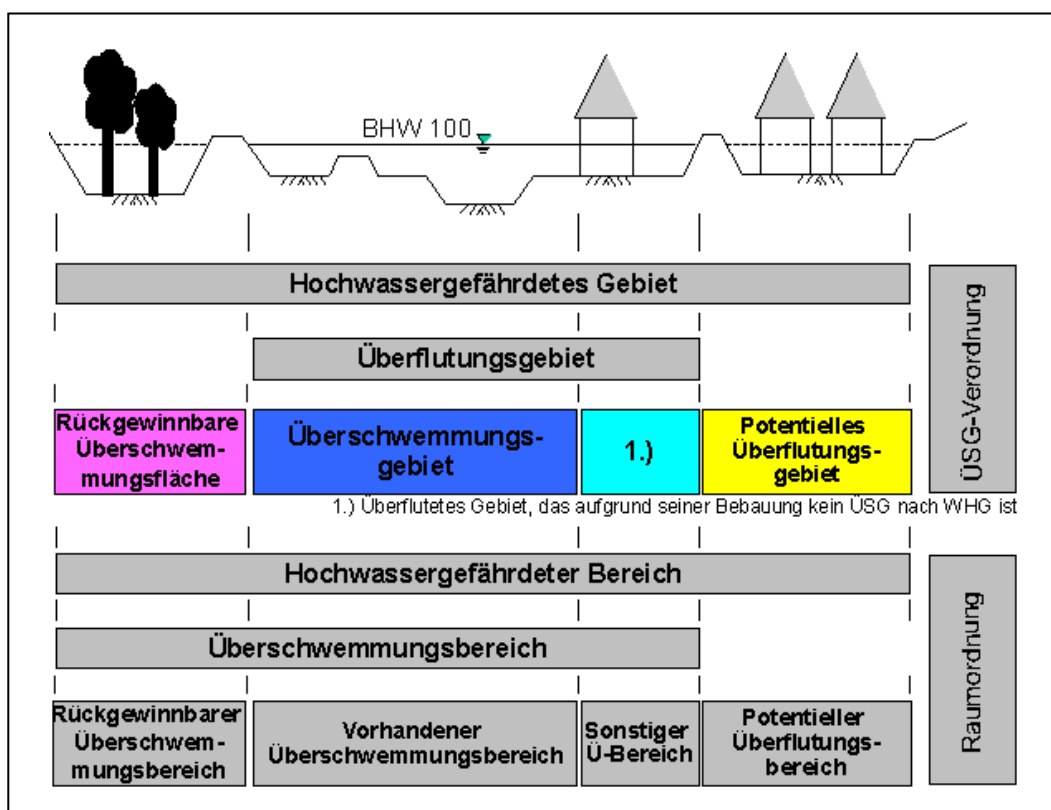 BHW 100
Hochwassergefährdetes Gebiet
Überflutungsgebiet
Rückgewinnbare
Überschwem-
mungsfläche
Überschwemmungs-
gebiet
1.)
Potentielles
Überflutungs-
gebiet
ÜSG-Verordnung
1.) Überflutetes Gebiet, das aufgrund seiner Bebauung kein ÜSG nach WHG ist
Hochwassergefährdeter Bereich
Überschwemmungsbereich
Rückgewinnbarer
Überschwem-
mungsbereich
Vorhandener
Überschwemmungsbereich
Sonstiger
Ü-Bereich
Potentieller
Überflutungs-
bereich
Raumordnung